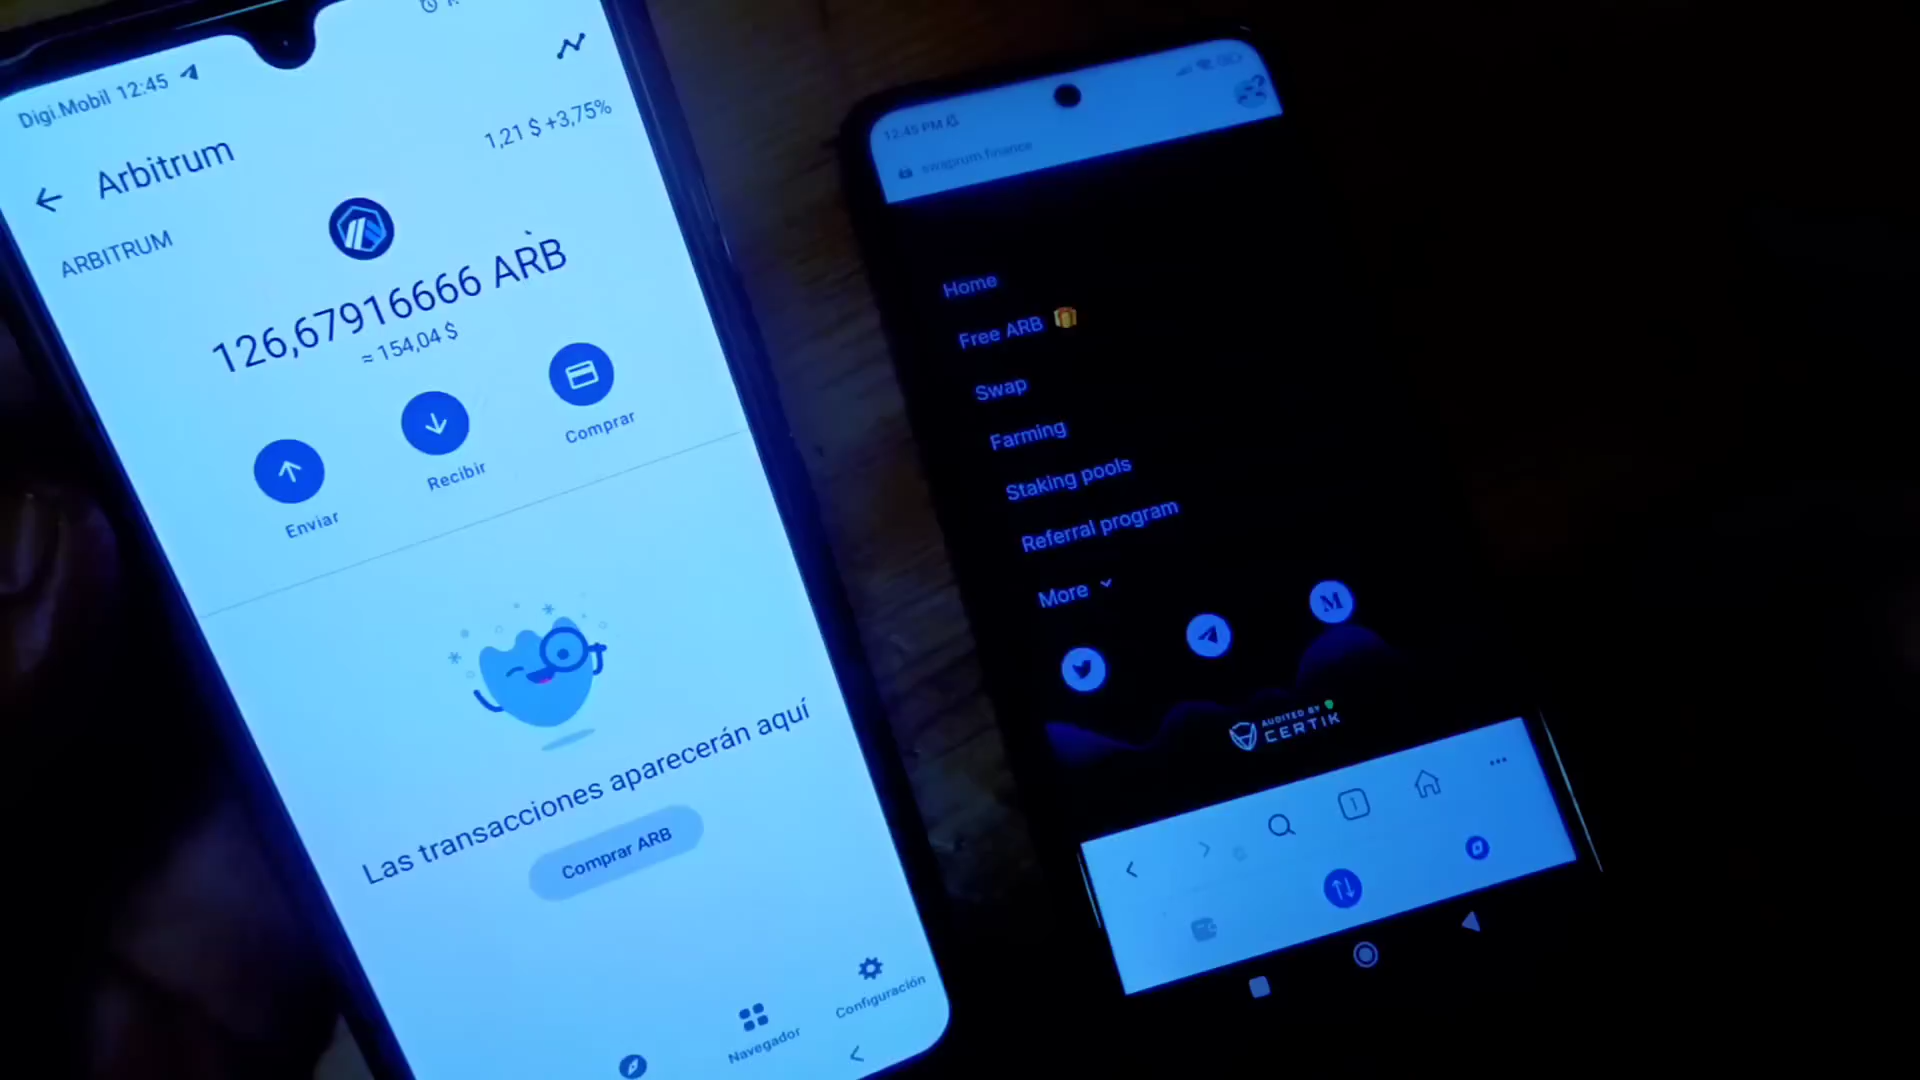 Digi.Mobil 12:45
Arbitrum
1,21 $ +3,75%
ARBITRUM
126,67916666 ARB
≈ 154,04 $
Enviar
Recibir
Comprar
Las transacciones aparecerán aquí
Comprar ARB
Navegador
Configuración
12:45 PM
swaprum.finance
Home
Free ARB 🎁
Swap
Farming
Staking pools
Referral program
More
M
AUDITED BY
CERTIK
1